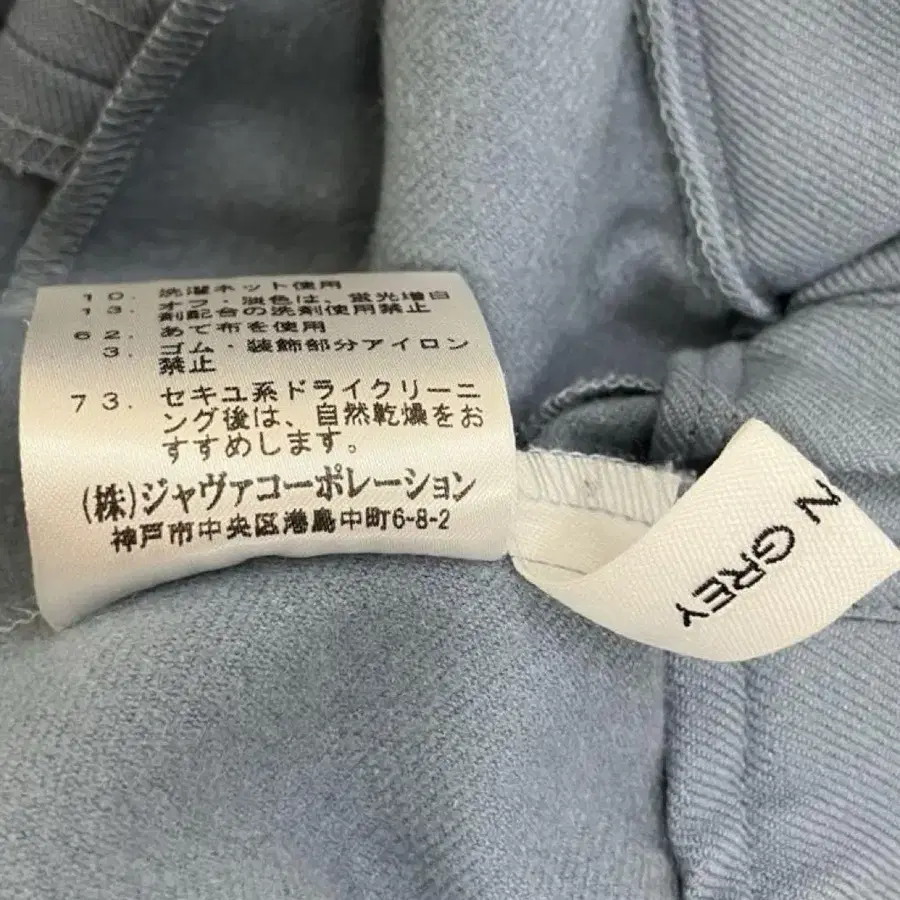 10. 洗濯ネット使用
13. オフ・淡色は、蛍光増白
剤配合の洗剤使用禁止
62. あて布を使用
3. ゴム・装飾部分アイロン
禁止
73. セキユ系ドライクリーニ
ング後は、自然乾燥をお
すすめします。
(株)ジャヴァコーポレーション
神戸市中央区港島中町6-8-2
N GREY